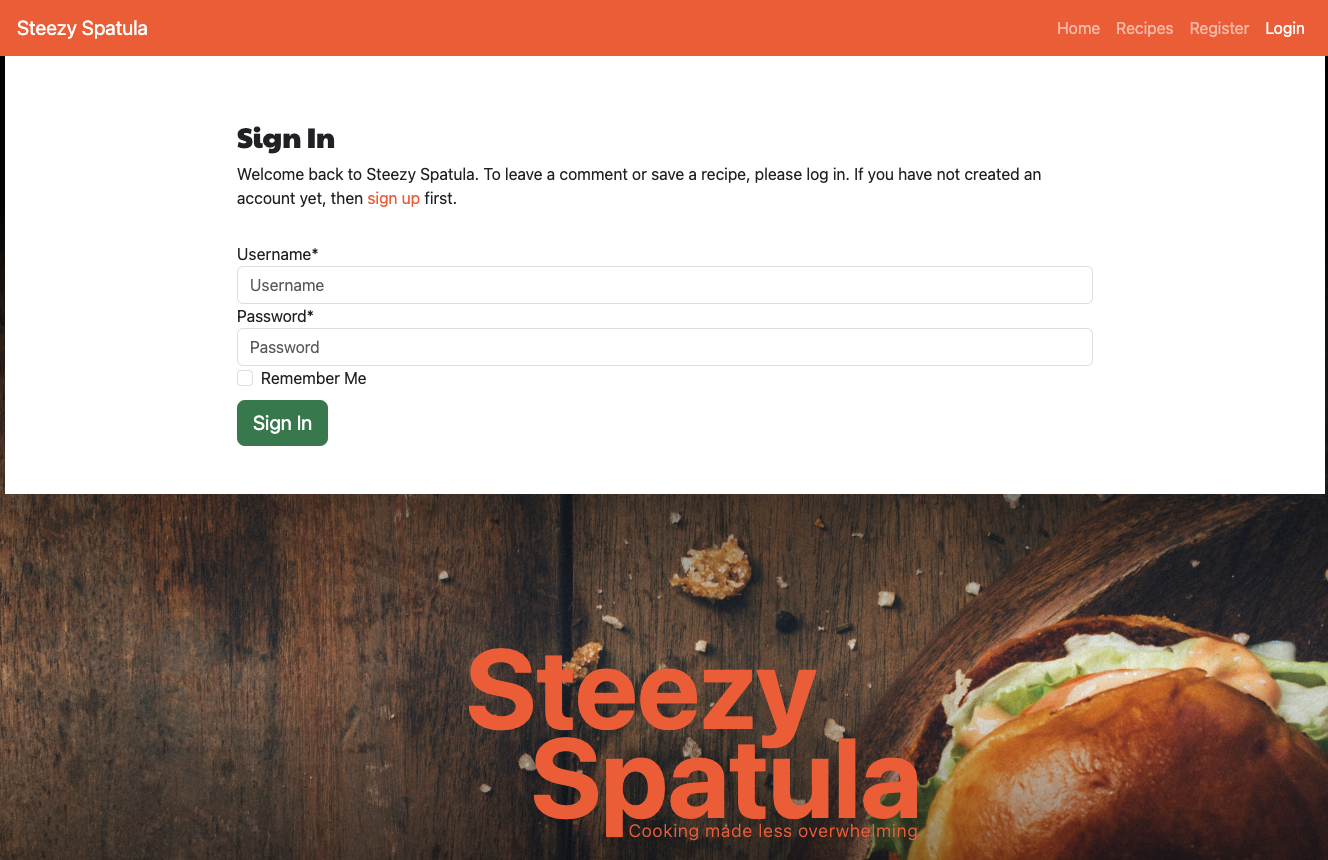 Steezy Spatula
Home Recipes Register Login
Sign In
Welcome back to Steezy Spatula. To leave a comment or save a recipe, please log in. If you have not created an
account yet, then sign up first.
Username*
Username
Password*
Password
Remember Me
Sign In
Steezy
Spatula
Cooking made less overwhelming